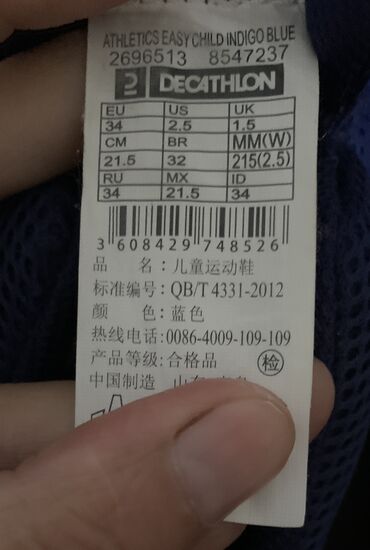 ATHLETICS EASY CHILD INDIGO BLUE
2696513 8547237
DECATHLON
EU US UK
34 2.5 1.5
CM BR MM(W)
21.5 32 215(2.5)
RU MX ID
34 21.5 34
3 608429 748526
品 名：儿童运动鞋
标准编号：QB/T 4331-2012
颜 色：蓝色
热线电话：0086-4009-109-109
产品等级：合格品 检
中国制造